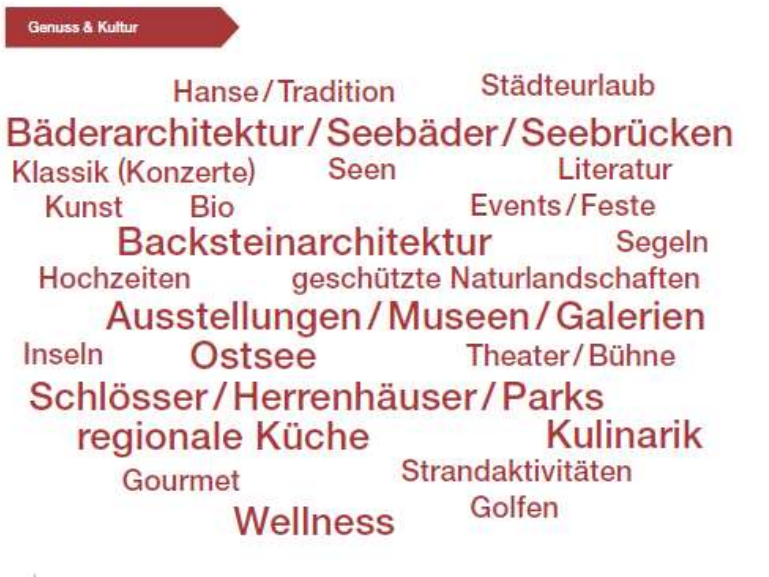 Genuss & Kultur
Hanse/Tradition Städteurlaub
Bäderarchitektur/Seebäder/Seebrücken
Klassik (Konzerte) Seen Literatur
Kunst Bio Events/Feste
Backsteinarchitektur Segeln
Hochzeiten geschützte Naturlandschaften
Ausstellungen/Museen/Galerien
Inseln Ostsee Theater/Bühne
Schlösser/Herrenhäuser/Parks
regionale Küche Kulinarik
Gourmet Strandaktivitäten
Wellness Golfen